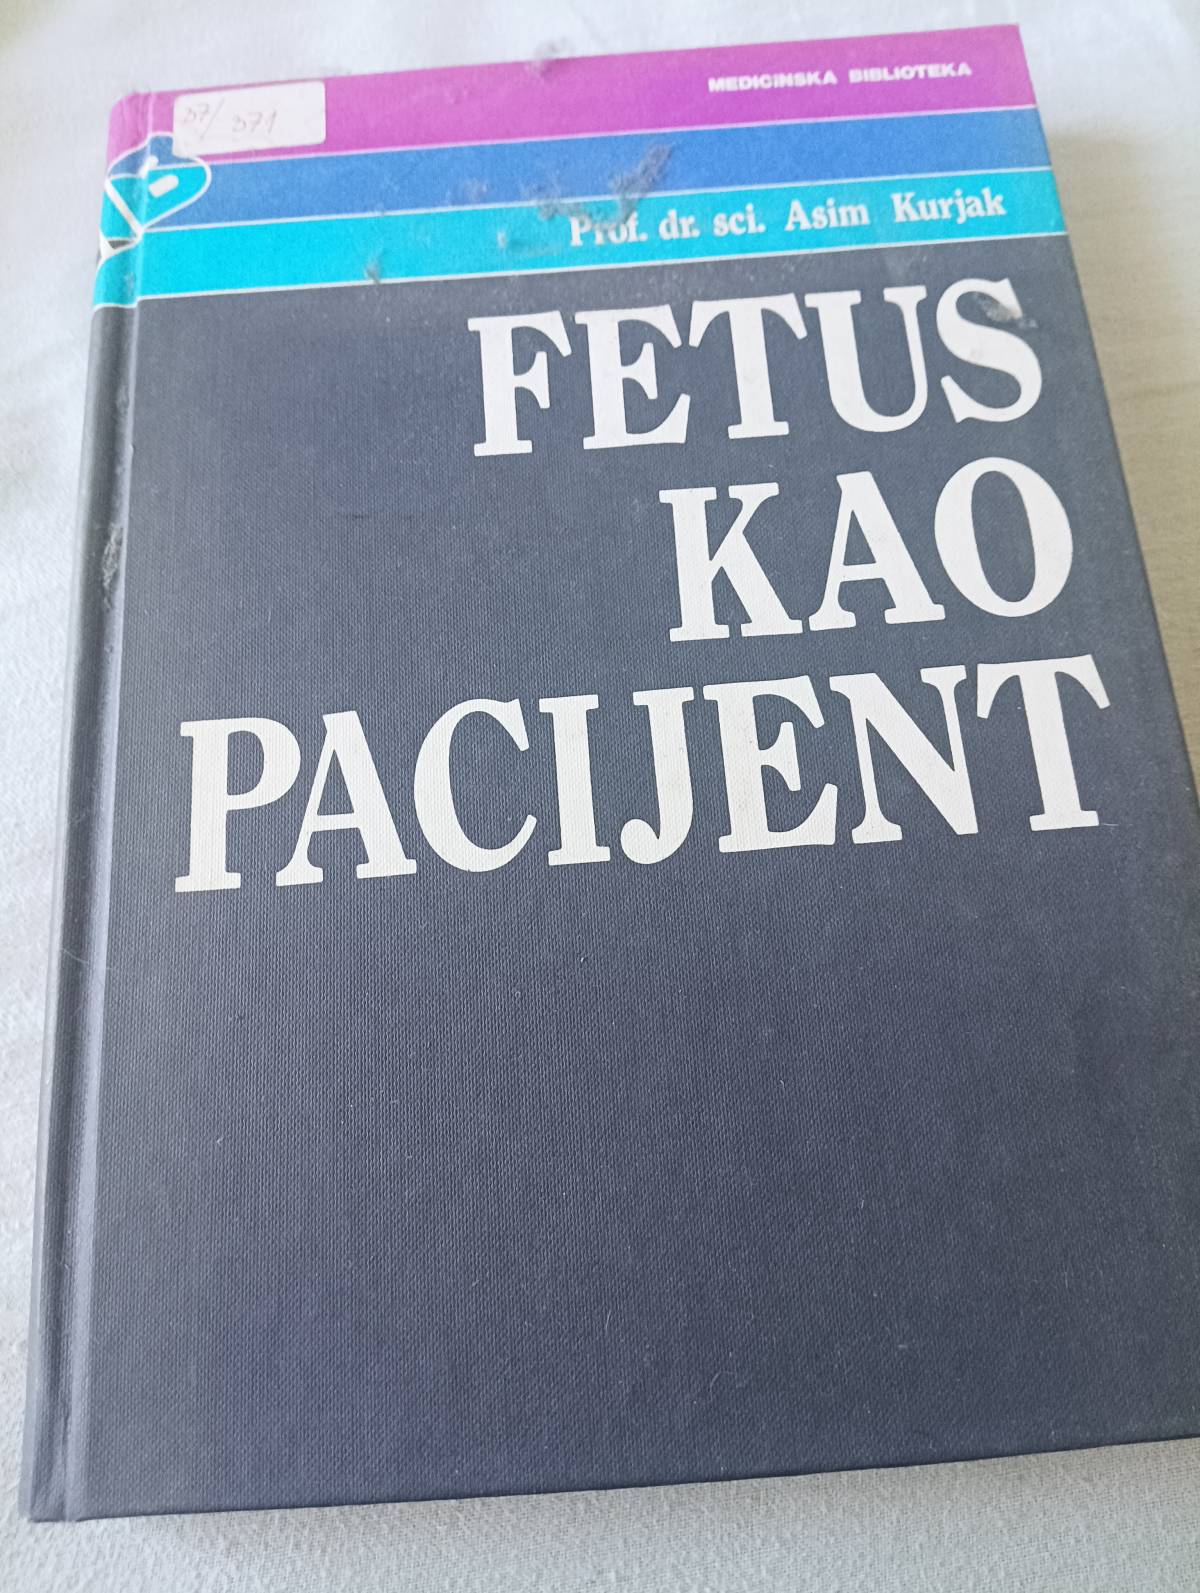 MEDICINSKA BIBLIOTEKA
37/371
Prof. dr. sci. Asim Kurjak
FETUS
KAO
PACIJENT